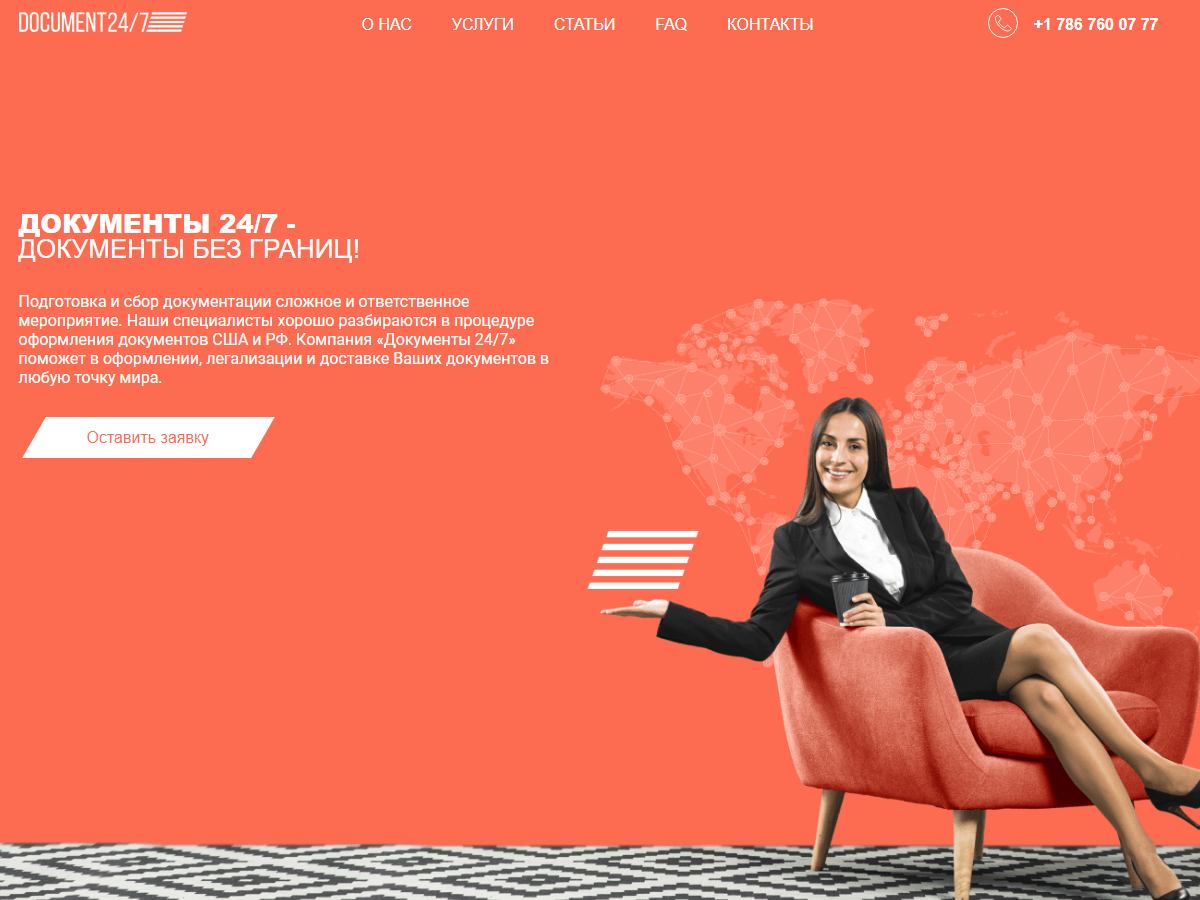 DOCUMENT24/7
О НАС
УСЛУГИ
СТАТЬИ
FAQ
КОНТАКТЫ
+1 786 760 07 77
ДОКУМЕНТЫ 24/7 -
ДОКУМЕНТЫ БЕЗ ГРАНИЦ!
Подготовка и сбор документации сложное и ответственное
мероприятие. Наши специалисты хорошо разбираются в процедуре
оформления документов США и РФ. Компания «Документы 24/7»
поможет в оформлении, легализации и доставке Ваших документов в
любую точку мира.
Оставить заявку